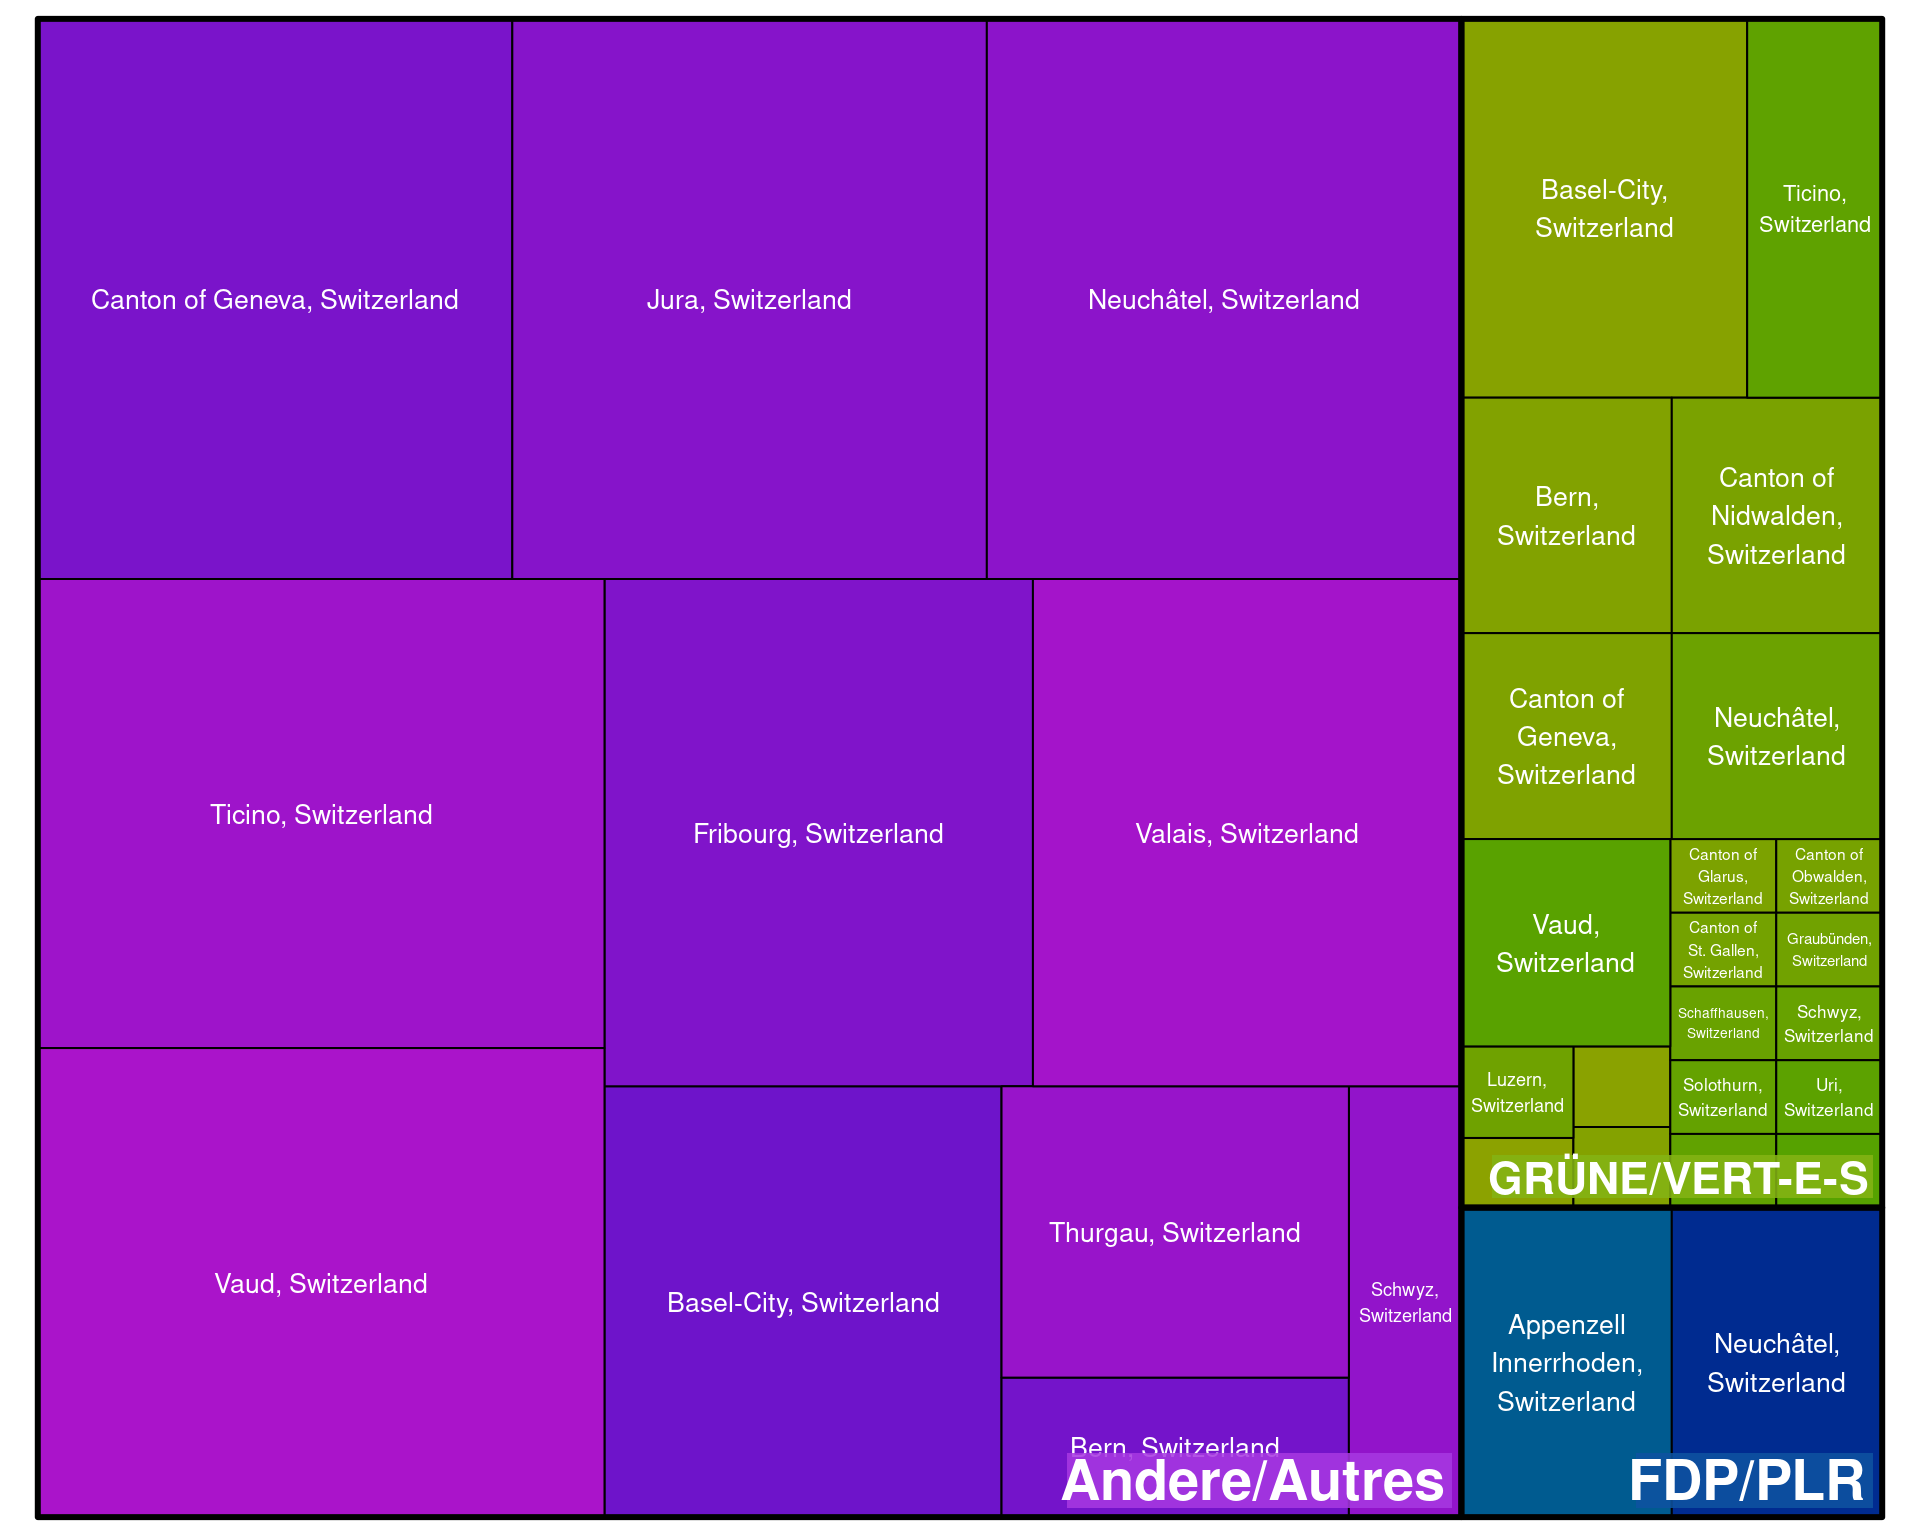 Canton of Geneva, Switzerland
Jura, Switzerland
Neuchâtel, Switzerland
Ticino, Switzerland
Fribourg, Switzerland
Valais, Switzerland
Vaud, Switzerland
Basel-City, Switzerland
Thurgau, Switzerland
Schwyz,
Switzerland
Bern, Switzerland
Andere/Autres
Basel-City,
Switzerland
Ticino,
Switzerland
Bern,
Switzerland
Canton of
Nidwalden,
Switzerland
Canton of
Geneva,
Switzerland
Neuchâtel,
Switzerland
Vaud,
Switzerland
Canton of
Glarus,
Switzerland
Canton of
Obwalden,
Switzerland
Canton of
St. Gallen,
Switzerland
Graubünden,
Switzerland
Schaffhausen,
Switzerland
Schwyz,
Switzerland
Luzern,
Switzerland
Solothurn,
Switzerland
Uri,
Switzerland
GRÜNE/VERT-E-S
Appenzell
Innerrhoden,
Switzerland
Neuchâtel,
Switzerland
FDP/PLR